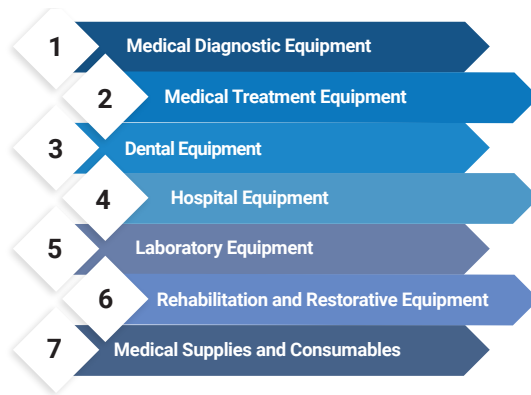 1 Medical Diagnostic Equipment
2 Medical Treatment Equipment
3 Dental Equipment
4 Hospital Equipment
5 Laboratory Equipment
6 Rehabilitation and Restorative Equipment
7 Medical Supplies and Consumables